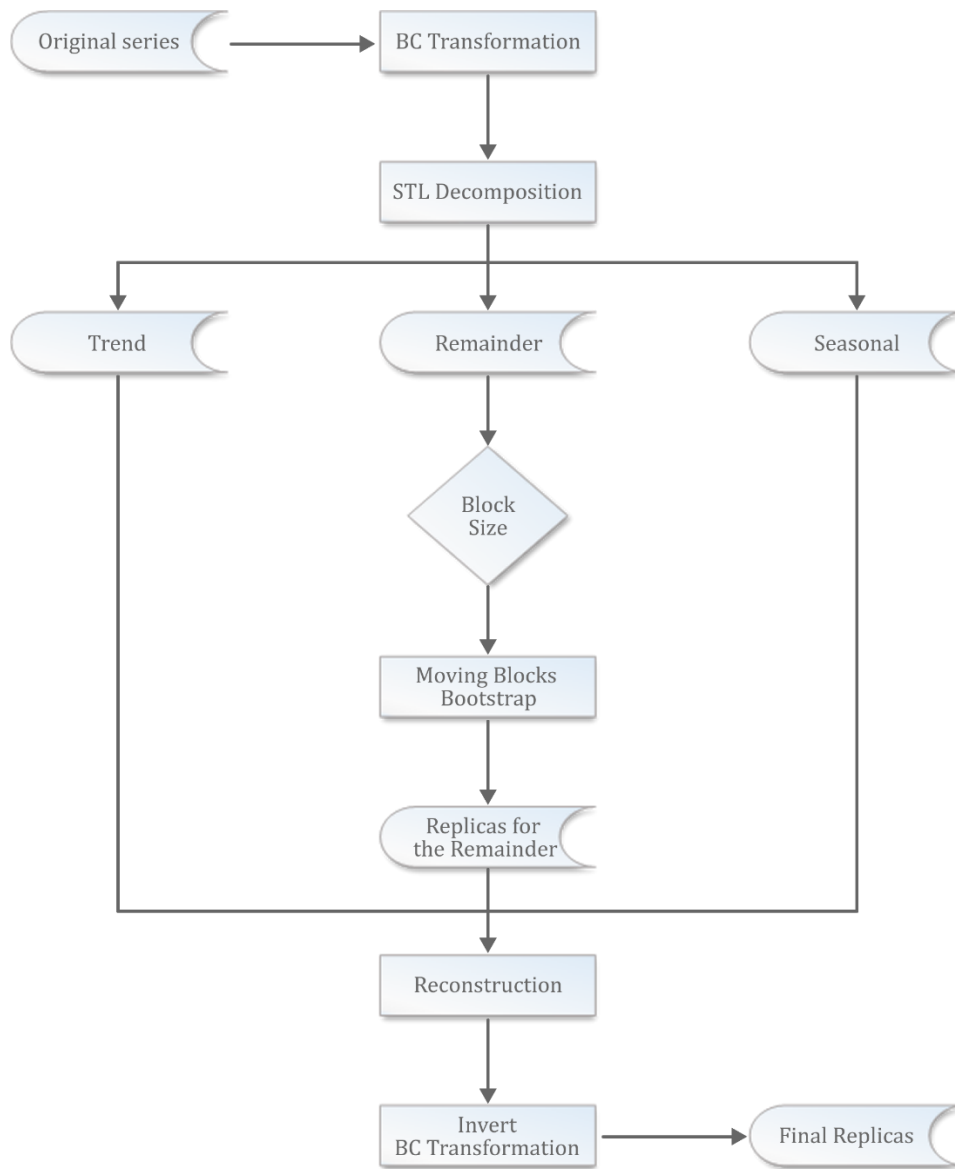 Original series
BC Transformation
STL Decomposition
Trend
Remainder
Seasonal
Block
Size
Moving Blocks
Bootstrap
Replicas for
the Remainder
Reconstruction
Invert
BC Transformation
Final Replicas